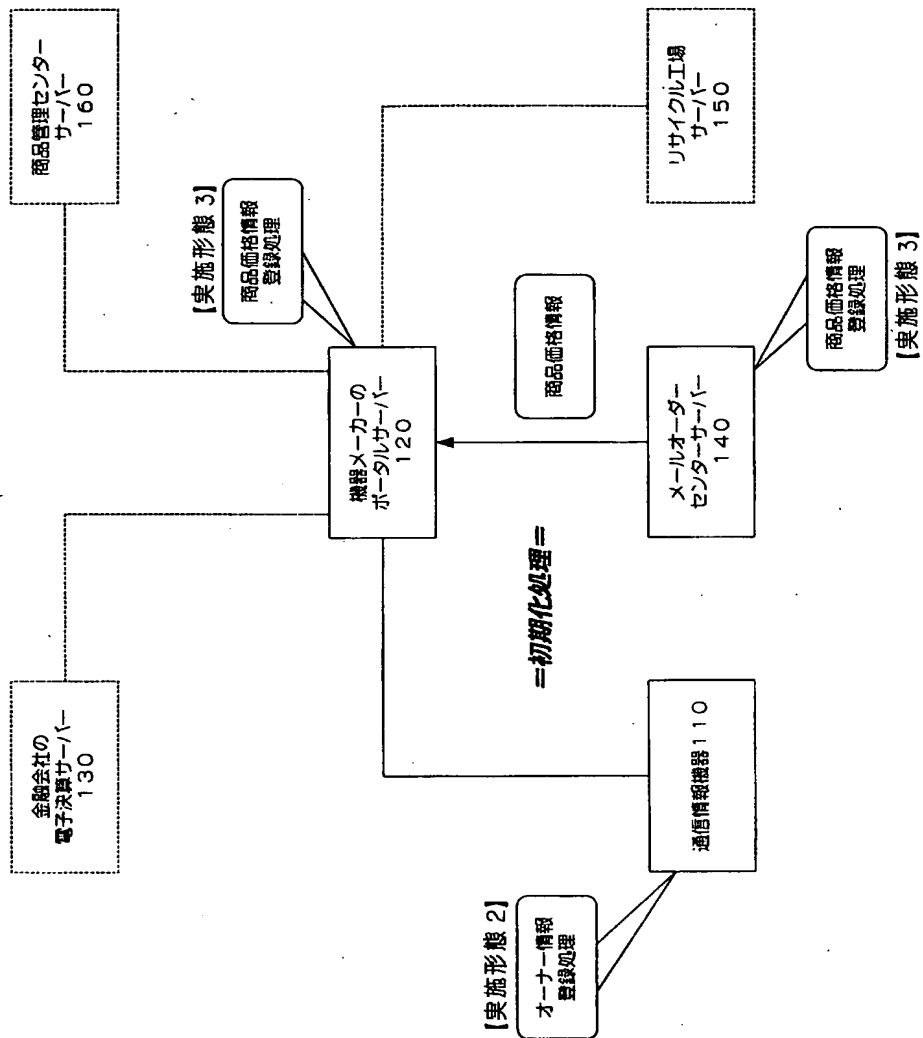 金融会社の
電子決算サーバー
130
商品管理センター
サーバー
160
【実施形態 3】
商品価格情報
登録処理
機器メーカーの
ポータルサーバー
120
商品価格情報
=初期化処理=
【実施形態 2】
オーナー情報
登録処理
通信情報機器110
メールオーダー
センターサーバー
140
リサイクル工場
サーバー
150
商品価格情報
登録処理
【実施形態 3】